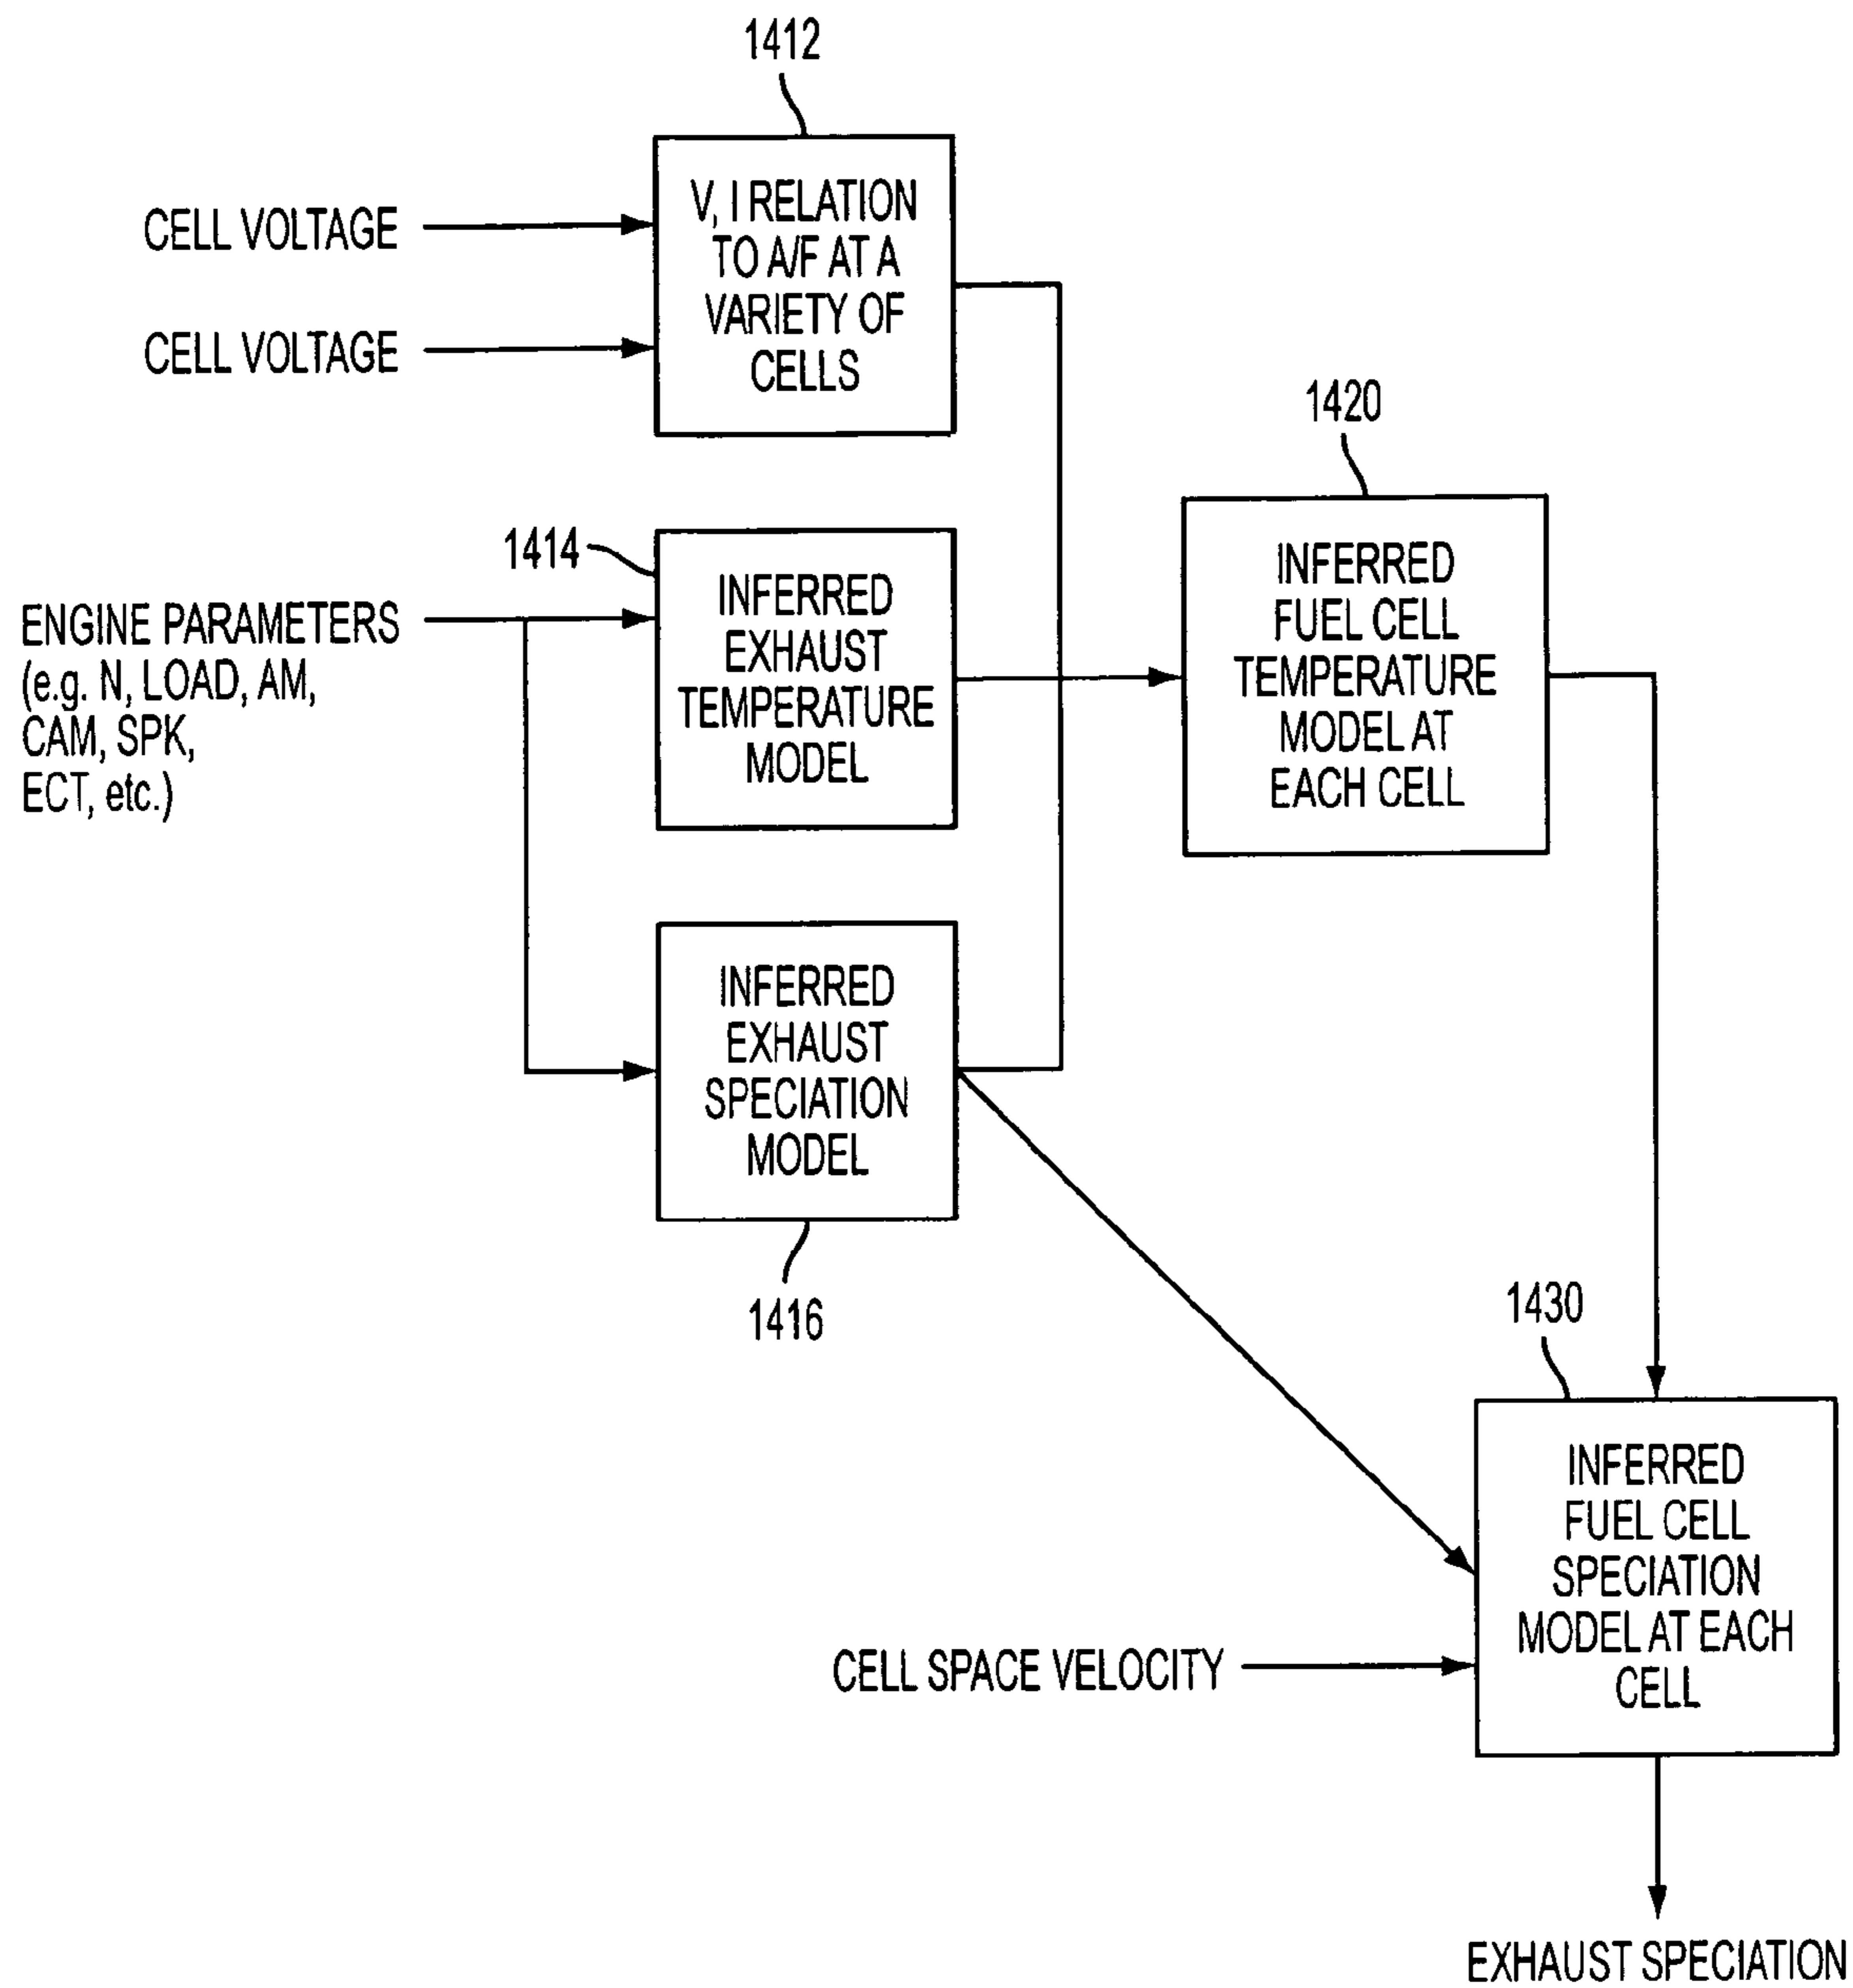 1412
V, I RELATION
TO A/F AT A
VARIETY OF
CELLS
CELL VOLTAGE
CELL VOLTAGE
1420
1414
INFERRED
EXHAUST
TEMPERATURE
MODEL
ENGINE PARAMETERS
(e.g. N, LOAD, AM,
CAM, SPK,
ECT, etc.)
INFERRED
FUEL CELL
TEMPERATURE
MODEL AT
EACH CELL
INFERRED
EXHAUST
SPECIATION
MODEL
1416
1430
INFERRED
FUEL CELL
SPECIATION
MODEL AT EACH
CELL
CELL SPACE VELOCITY
EXHAUST SPECIATION